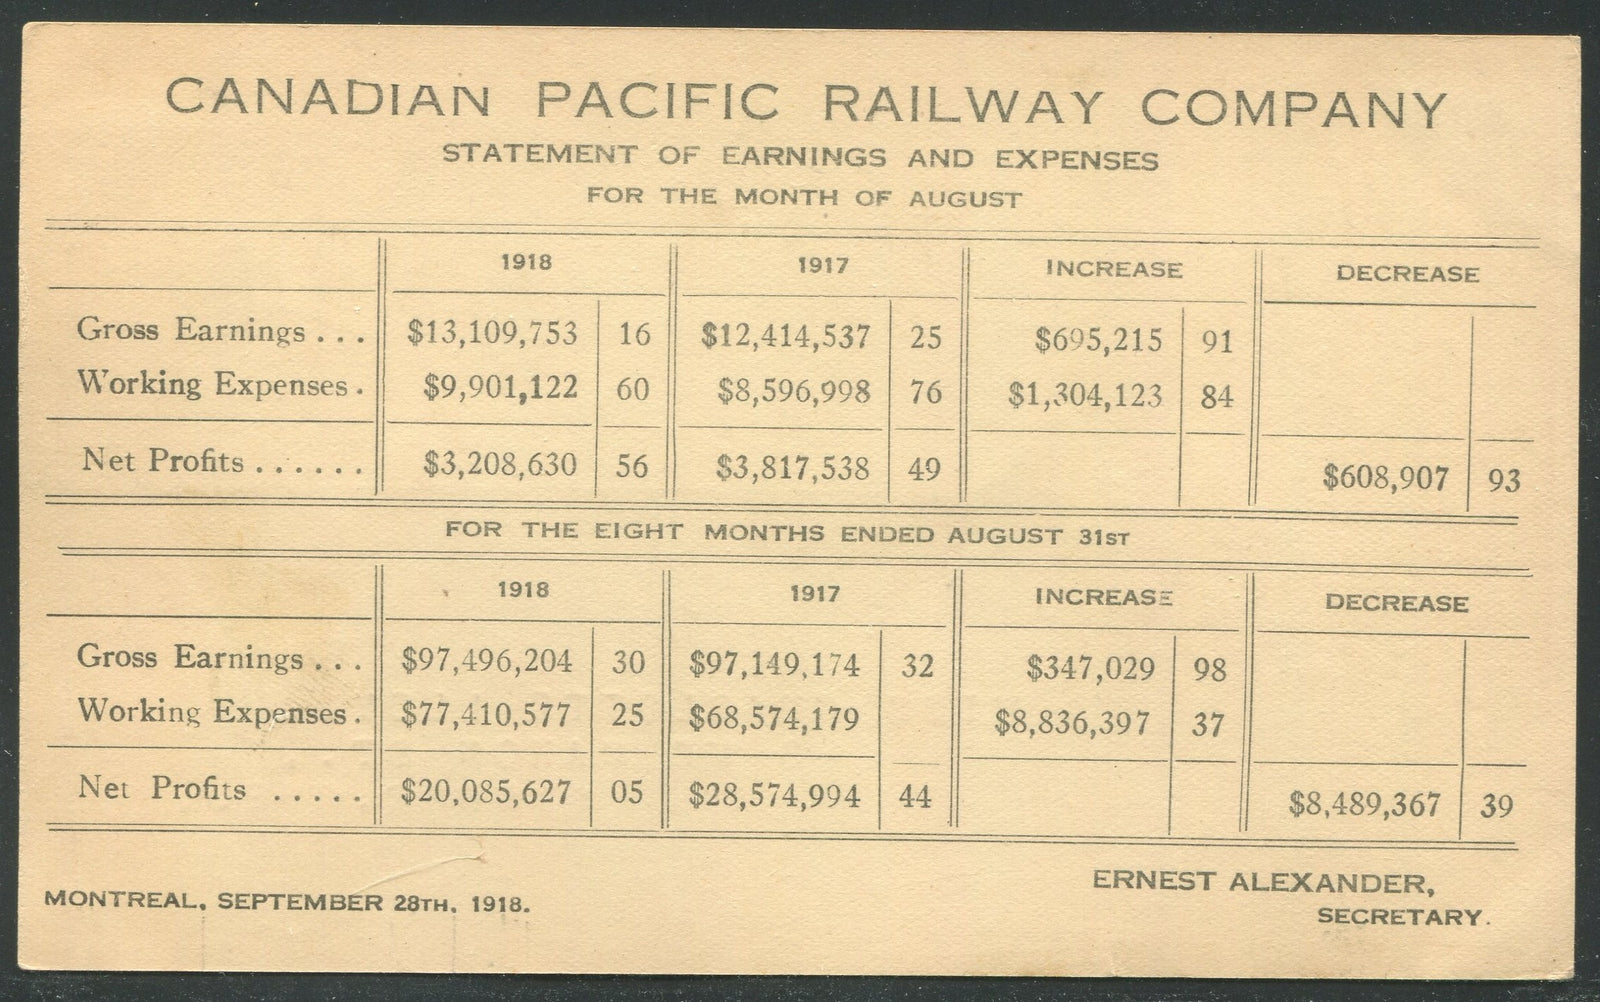 CANADIAN PACIFIC RAILWAY COMPANY
STATEMENT OF EARNINGS AND EXPENSES
FOR THE MONTH OF AUGUST
1918 1917 INCREASE DECREASE
Gross Earnings . . . $13,109,753 16 $12,414,537 25 $695,215 91
Working Expenses . $9,901,122 60 $8,596,998 76 $1,304,123 84
Net Profits . . . . . . $3,208,630 56 $3,817,538 49 $608,907 93
FOR THE EIGHT MONTHS ENDED AUGUST 31ST
1918 1917 INCREASE DECREASE
Gross Earnings . . . $97,496,204 30 $97,149,174 32 $347,029 98
Working Expenses . $77,410,577 25 $68,574,179 $8,836,397 37
Net Profits . . . . . $20,085,627 05 $28,574,994 44 $8,489,367 39
MONTREAL, SEPTEMBER 28TH, 1918.
ERNEST ALEXANDER,
SECRETARY.